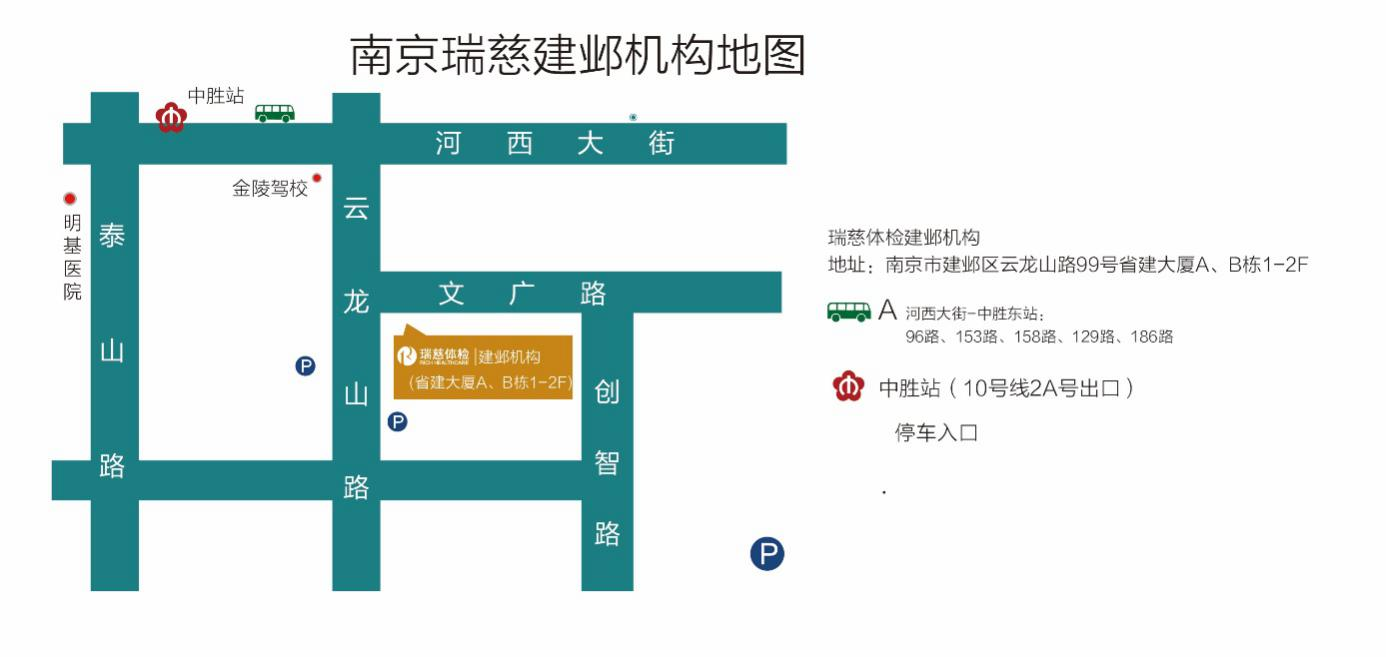 南京瑞慈建邺机构地图
中胜站
河西大街
金陵驾校
明基医院
泰山路
云龙山路
文广路
瑞慈体检 建邺机构
RICH HEALTHCARE
(省建大厦A、B栋1-2F)
P
P
创智路
P
瑞慈体检建邺机构
地址：南京市建邺区云龙山路99号省建大厦A、B栋1-2F
A 河西大街-中胜东站：
96路、153路、158路、129路、186路
中胜站（10号线2A号出口）
停车入口